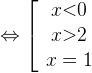 ⇔ [ x<0
x>2
x = 1